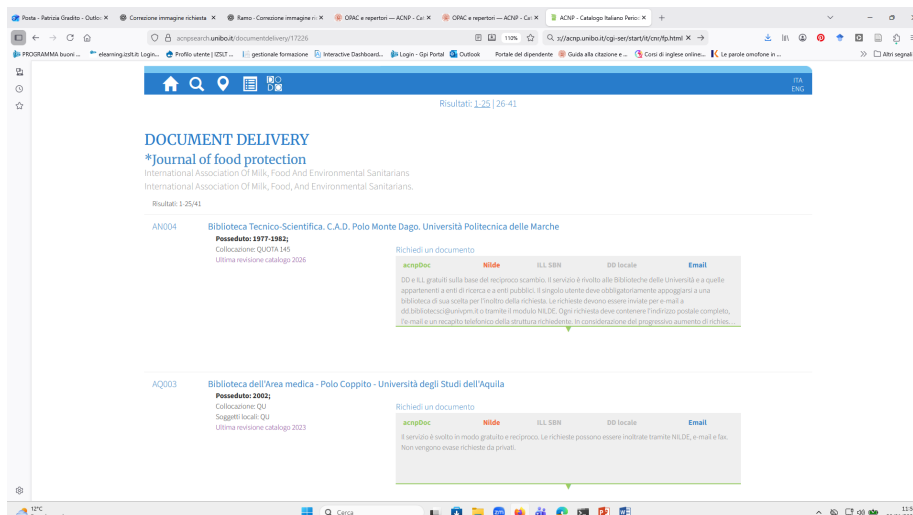 Posta - Patrizia Gradito - Outlo
Correzione immagine richiesta
Ramo - Correzione immagine ri
OPAC e repertori — ACNP - Cat
OPAC e repertori — ACNP - Cat
ACNP - Catalogo Italiano Perio
acnpsearch.unibo.it/documentdelivery/17226
110%
://acnp.unibo.it/cgi-ser/start/it/cnr/fp.html
PROGRAMMA buoni ...
elearning.izslt.it: Login...
Profilo utente | IZSLT ...
gestionale formazione
Interactive Dashboard...
Login - Gpi Portal
Outlook
Portale del dipendente
Guida alla citazione e ...
Corsi di inglese online...
Le parole omofone in ...
Altri segnali
ITA
ENG
Risultati: 1-25 | 26-41
DOCUMENT DELIVERY
*Journal of food protection
International Association Of Milk, Food And Environmental Sanitarians
International Association Of Milk, Food, And Environmental Sanitarians.
Risultati: 1-25/41
AN004 Biblioteca Tecnico-Scientifica. C.A.D. Polo Monte Dago. Università Politecnica delle Marche
Posseduto: 1977-1982;
Collocazione: QUOTA 145
Ultima revisione catalogo 2026
Richiedi un documento
acnpDoc Nilde ILL SBN DD locale Email
DD e ILL gratuiti sulla base del reciproco scambio. Il servizio è rivolto alle Biblioteche delle Università e a quelle
appartenenti a enti di ricerca e a enti pubblici. Il singolo utente deve obbligatoriamente appoggiarsi a una
biblioteca di sua scelta per l'inoltro della richiesta. Le richieste devono essere inviate per e-mail a
dd.bibliotecsci@univpm.it o tramite il modulo NILDE. Ogni richiesta deve contenere l'indirizzo postale completo,
l'e-mail e un recapito telefonico della struttura richiedente. In considerazione del progressivo aumento di richies...
AQ003 Biblioteca dell'Area medica - Polo Coppito - Università degli Studi dell'Aquila
Posseduto: 2002;
Collocazione: QU
Soggetti locali: QU
Ultima revisione catalogo 2023
Richiedi un documento
acnpDoc Nilde ILL SBN DD locale Email
Il servizio è svolto in modo gratuito e reciproco. Le richieste possono essere inoltrate tramite NILDE, e-mail e fax.
Non vengono evase richieste da privati.
12°C
Cerca